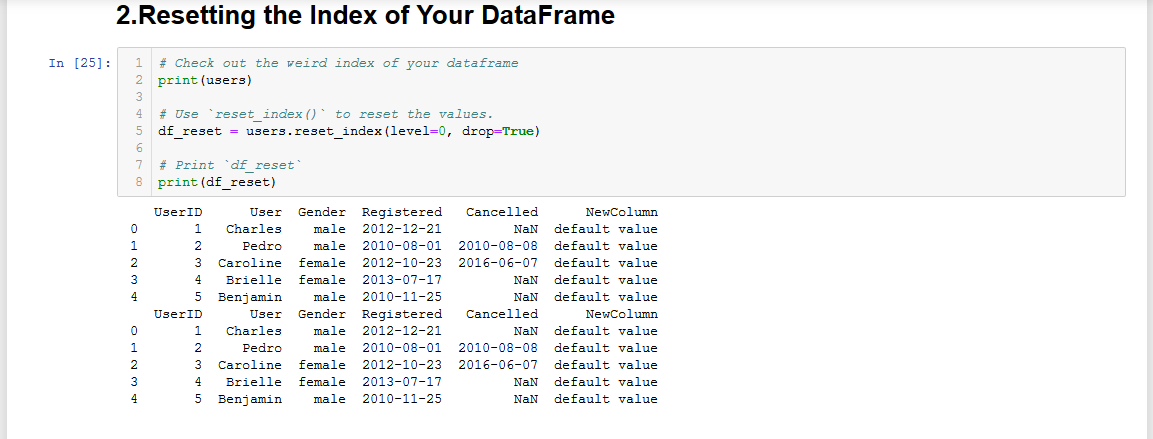 2.Resetting the Index of Your DataFrame
In [25]:
1 # Check out the weird index of your dataframe
2 print(users)
3
4 # Use `reset_index()` to reset the values.
5 df_reset = users.reset_index(level=0, drop=True)
6
7 # Print `df_reset`
8 print(df_reset)
UserID User Gender Registered Cancelled NewColumn
0 1 Charles male 2012-12-21 NaN default value
1 2 Pedro male 2010-08-01 2010-08-08 default value
2 3 Caroline female 2012-10-23 2016-06-07 default value
3 4 Brielle female 2013-07-17 NaN default value
4 5 Benjamin male 2010-11-25 NaN default value
UserID User Gender Registered Cancelled NewColumn
0 1 Charles male 2012-12-21 NaN default value
1 2 Pedro male 2010-08-01 2010-08-08 default value
2 3 Caroline female 2012-10-23 2016-06-07 default value
3 4 Brielle female 2013-07-17 NaN default value
4 5 Benjamin male 2010-11-25 NaN default value